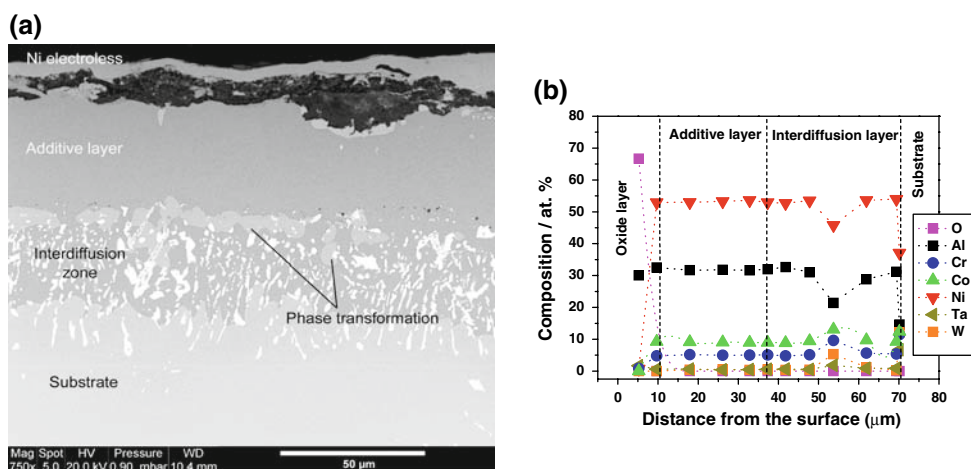 (a)
Ni electroless
Additive layer
Interdiffusion
zone
Phase transformation
Substrate
Mag Spot HV Pressure WD
750x 5.0 20.0 kV 0.90 mbar 10.4 mm
50 µm
(b)
80
70
60
50
40
30
20
10
0
Composition / at. %
Oxide layer
Additive layer
Interdiffusion layer
Substrate
O
Al
Cr
Co
Ni
Ta
W
0 10 20 30 40 50 60 70 80
Distance from the surface (µm)